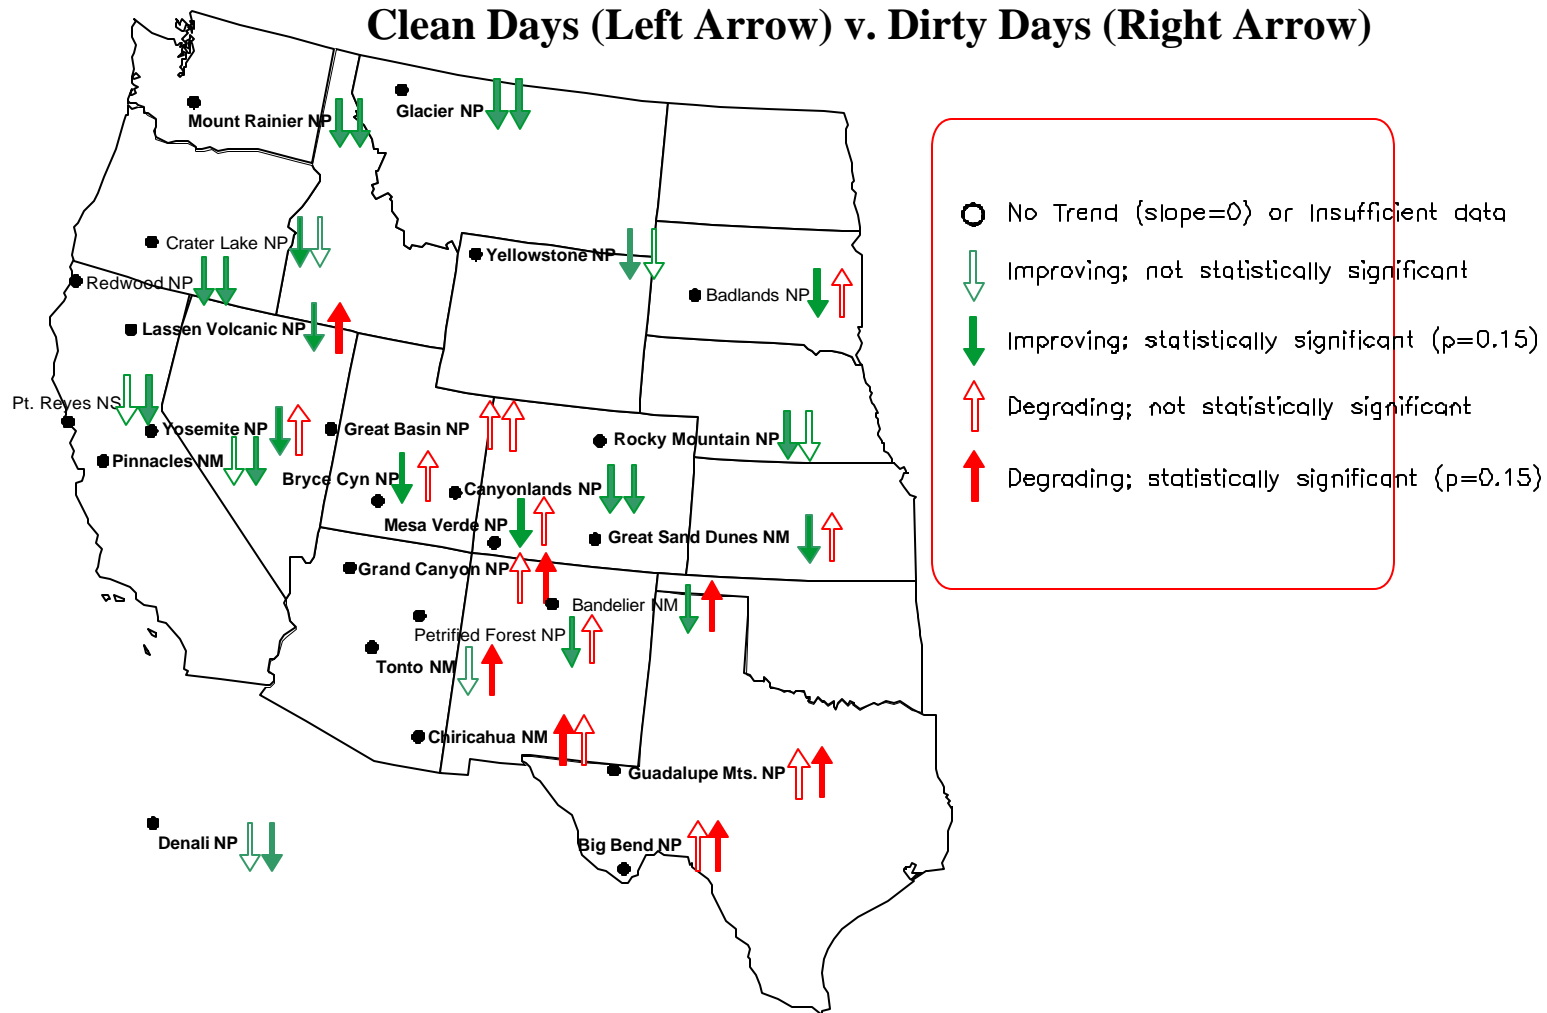 Clean Days (Left Arrow) v. Dirty Days (Right Arrow)
Glacier NP
Mount Rainier NP
Crater Lake NP
Yellowstone NP
Redwood NP
Badlands NP
Lassen Volcanic NP
Pt. Reyes NS
Yosemite NP
Great Basin NP
Rocky Mountain NP
Pinnacles NM
Bryce Cyn NP
Canyonlands NP
Mesa Verde NP
Great Sand Dunes NM
Grand Canyon NP
Bandelier NM
Petrified Forest NP
Tonto NM
Chiricahua NM
Guadalupe Mts. NP
Denali NP
Big Bend NP
No Trend (slope=0) or Insufficient data
Improving; not statistically significant
Improving; statistically significant (p=0.15)
Degrading; not statistically significant
Degrading; statistically significant (p=0.15)